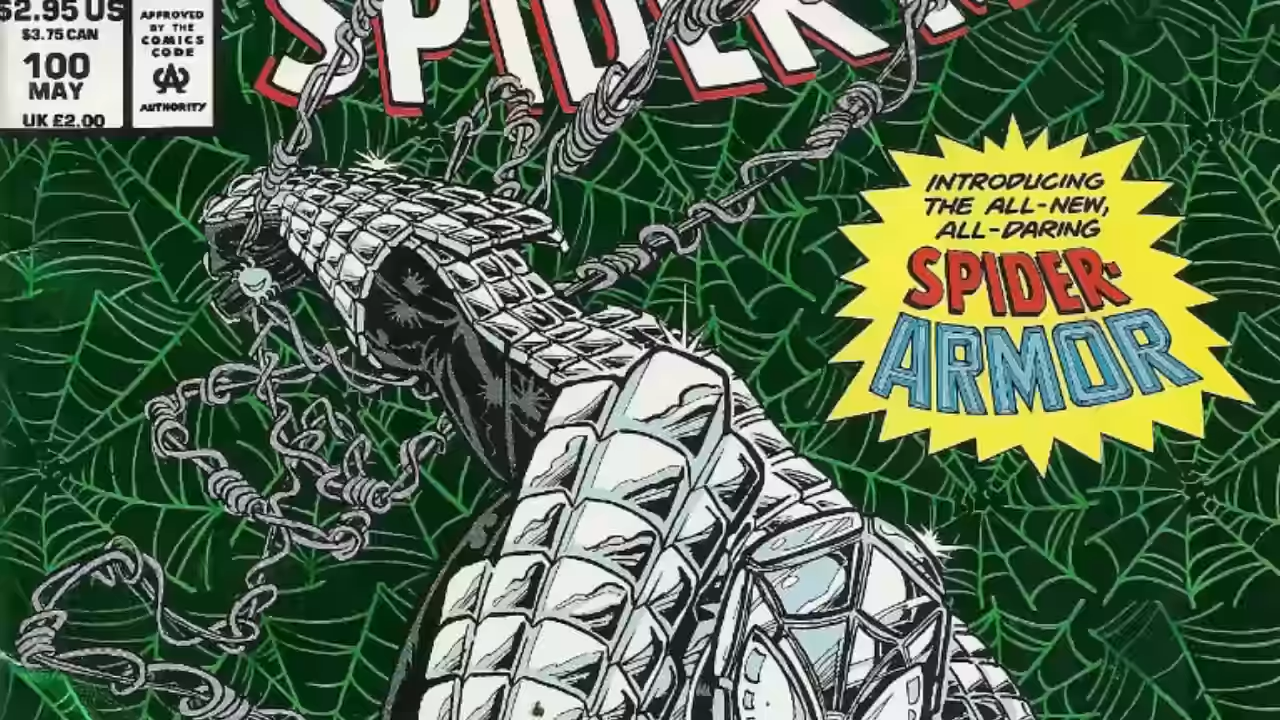 $2.95 US
$3.75 CAN
100
MAY
UK £2.00
APPROVED
BY THE
COMICS
CODE
CA
AUTHORITY
SPIDER
INTRODUCING
THE ALL-NEW,
ALL-DARING
SPIDER-
ARMOR